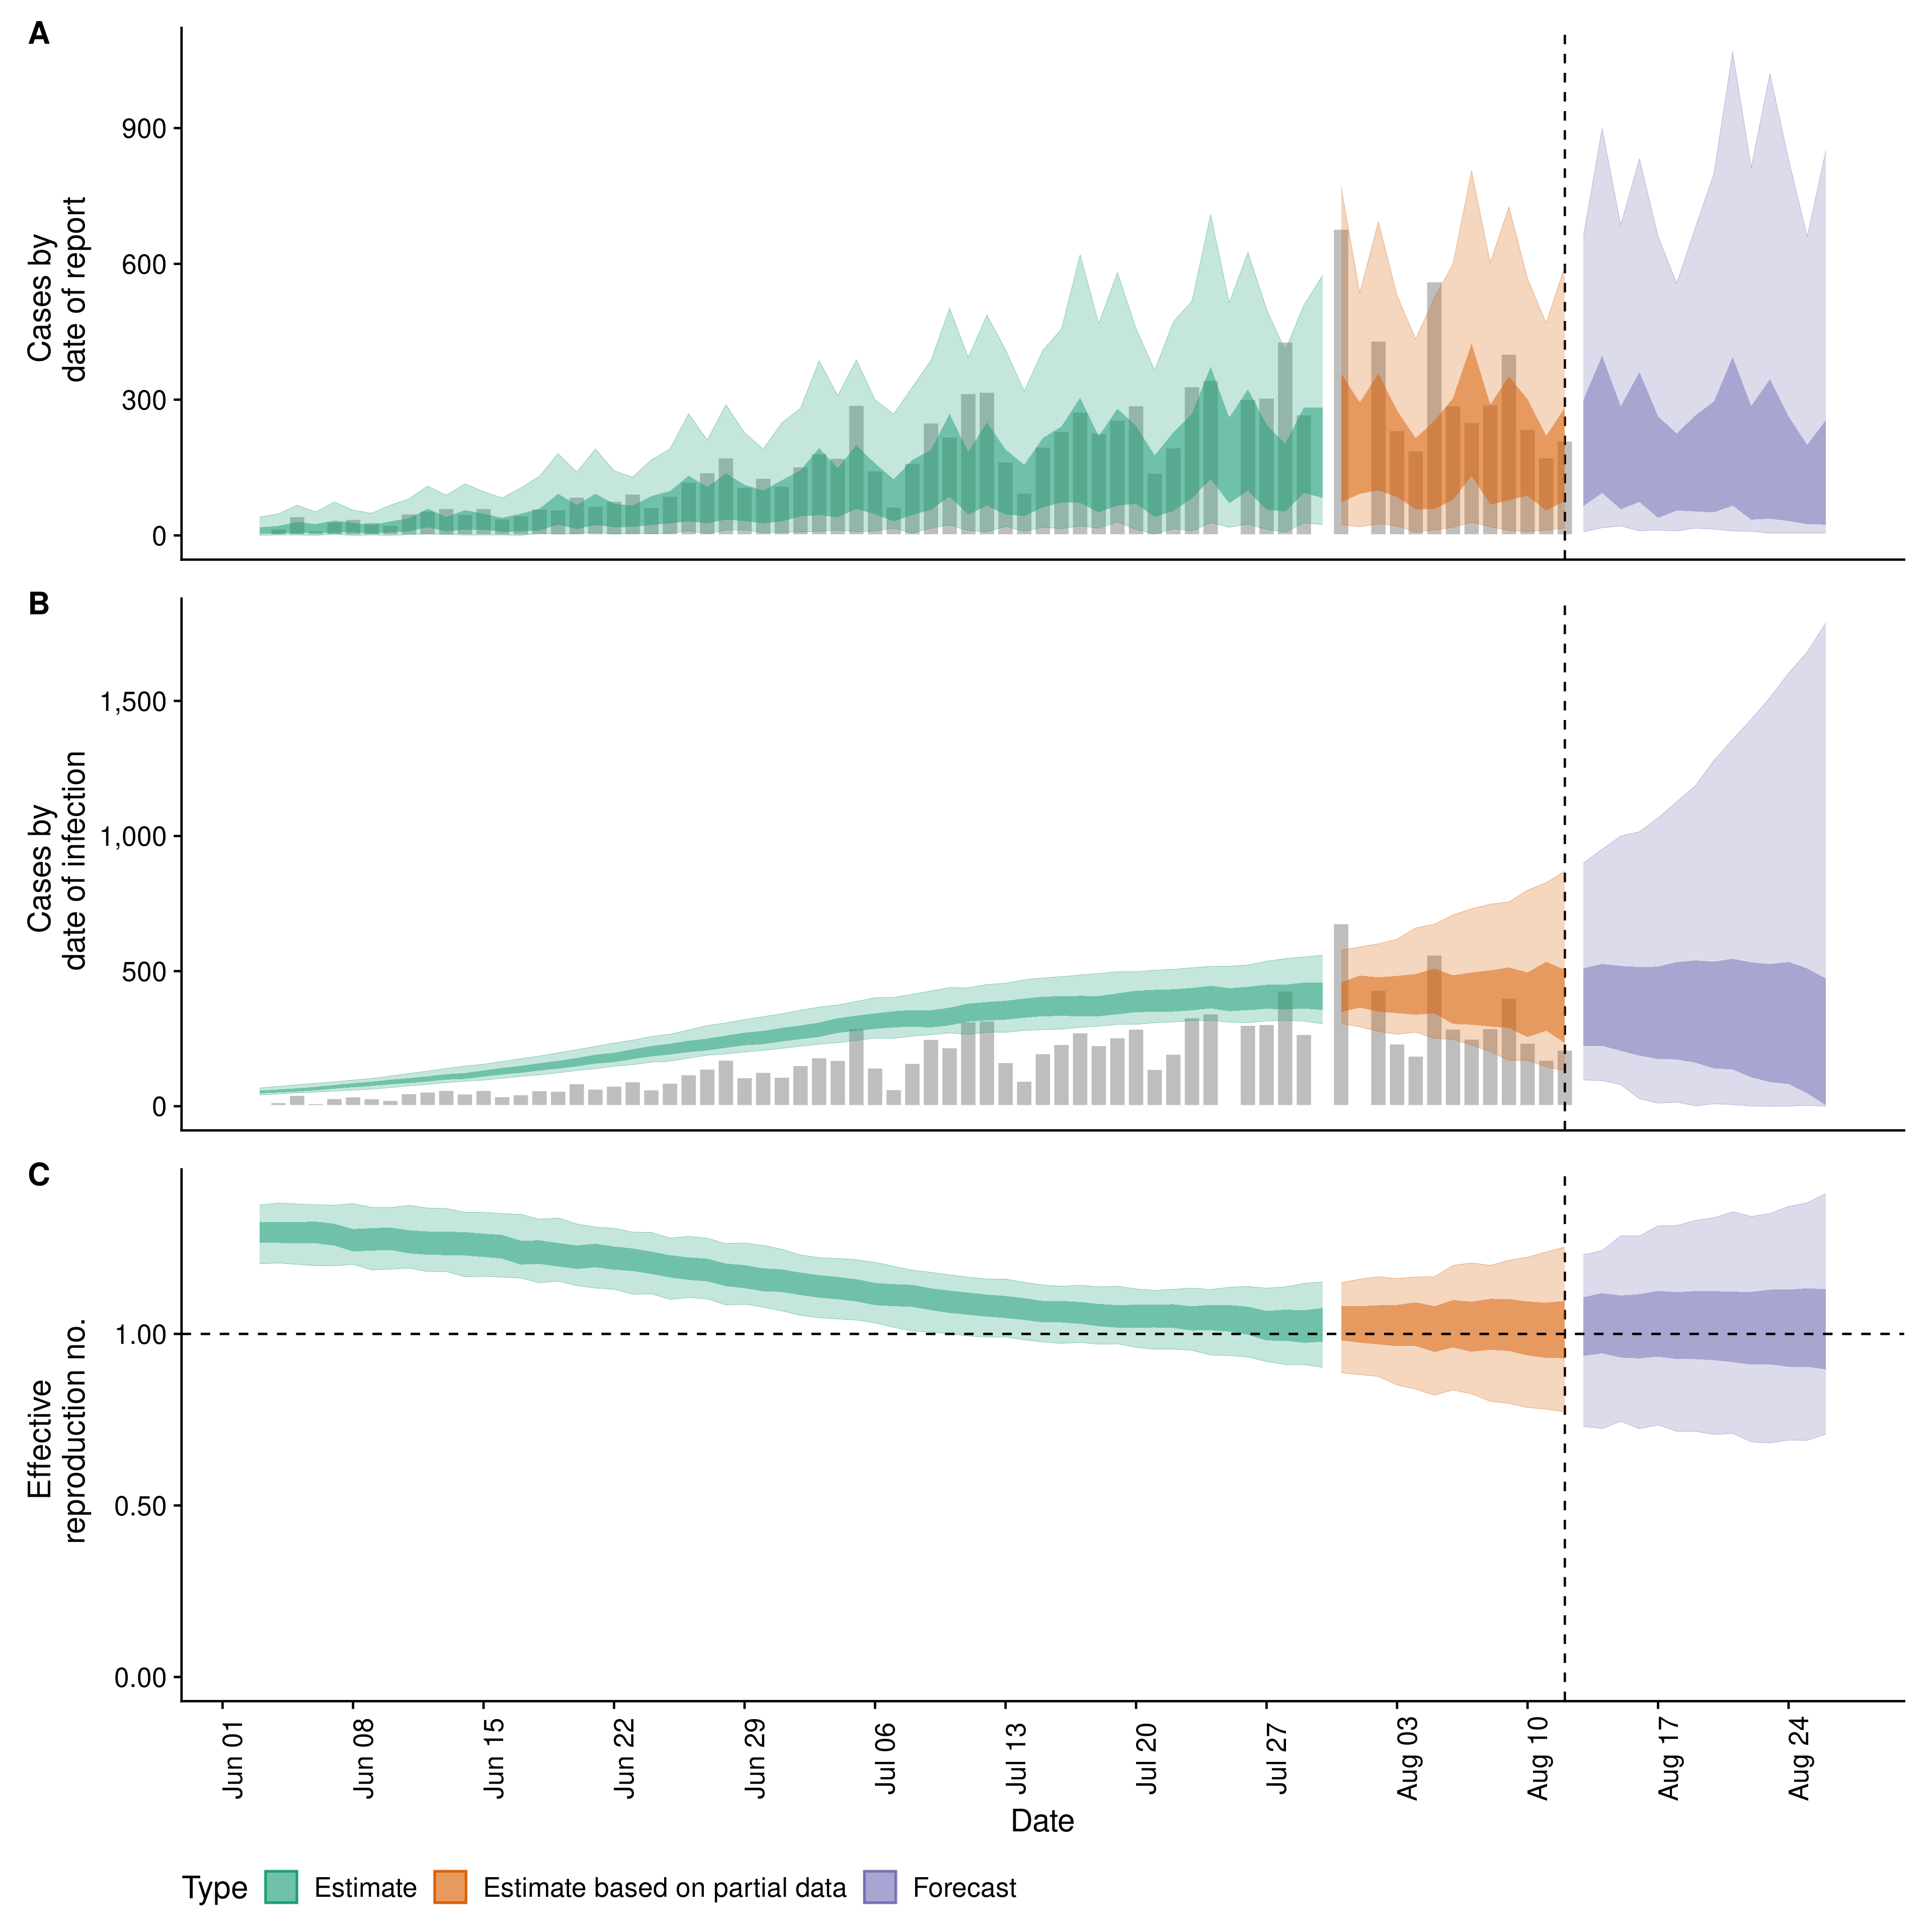 A
Cases by
date of report
900
600
300
0
B
Cases by
date of infection
1,500
1,000
500
0
C
Effective
reproduction no.
1.00
0.50
0.00
Jun 01
Jun 08
Jun 15
Jun 22
Jun 29
Jul 06
Jul 13
Jul 20
Jul 27
Aug 03
Aug 10
Aug 17
Aug 24
Date
Type Estimate Estimate based on partial data Forecast